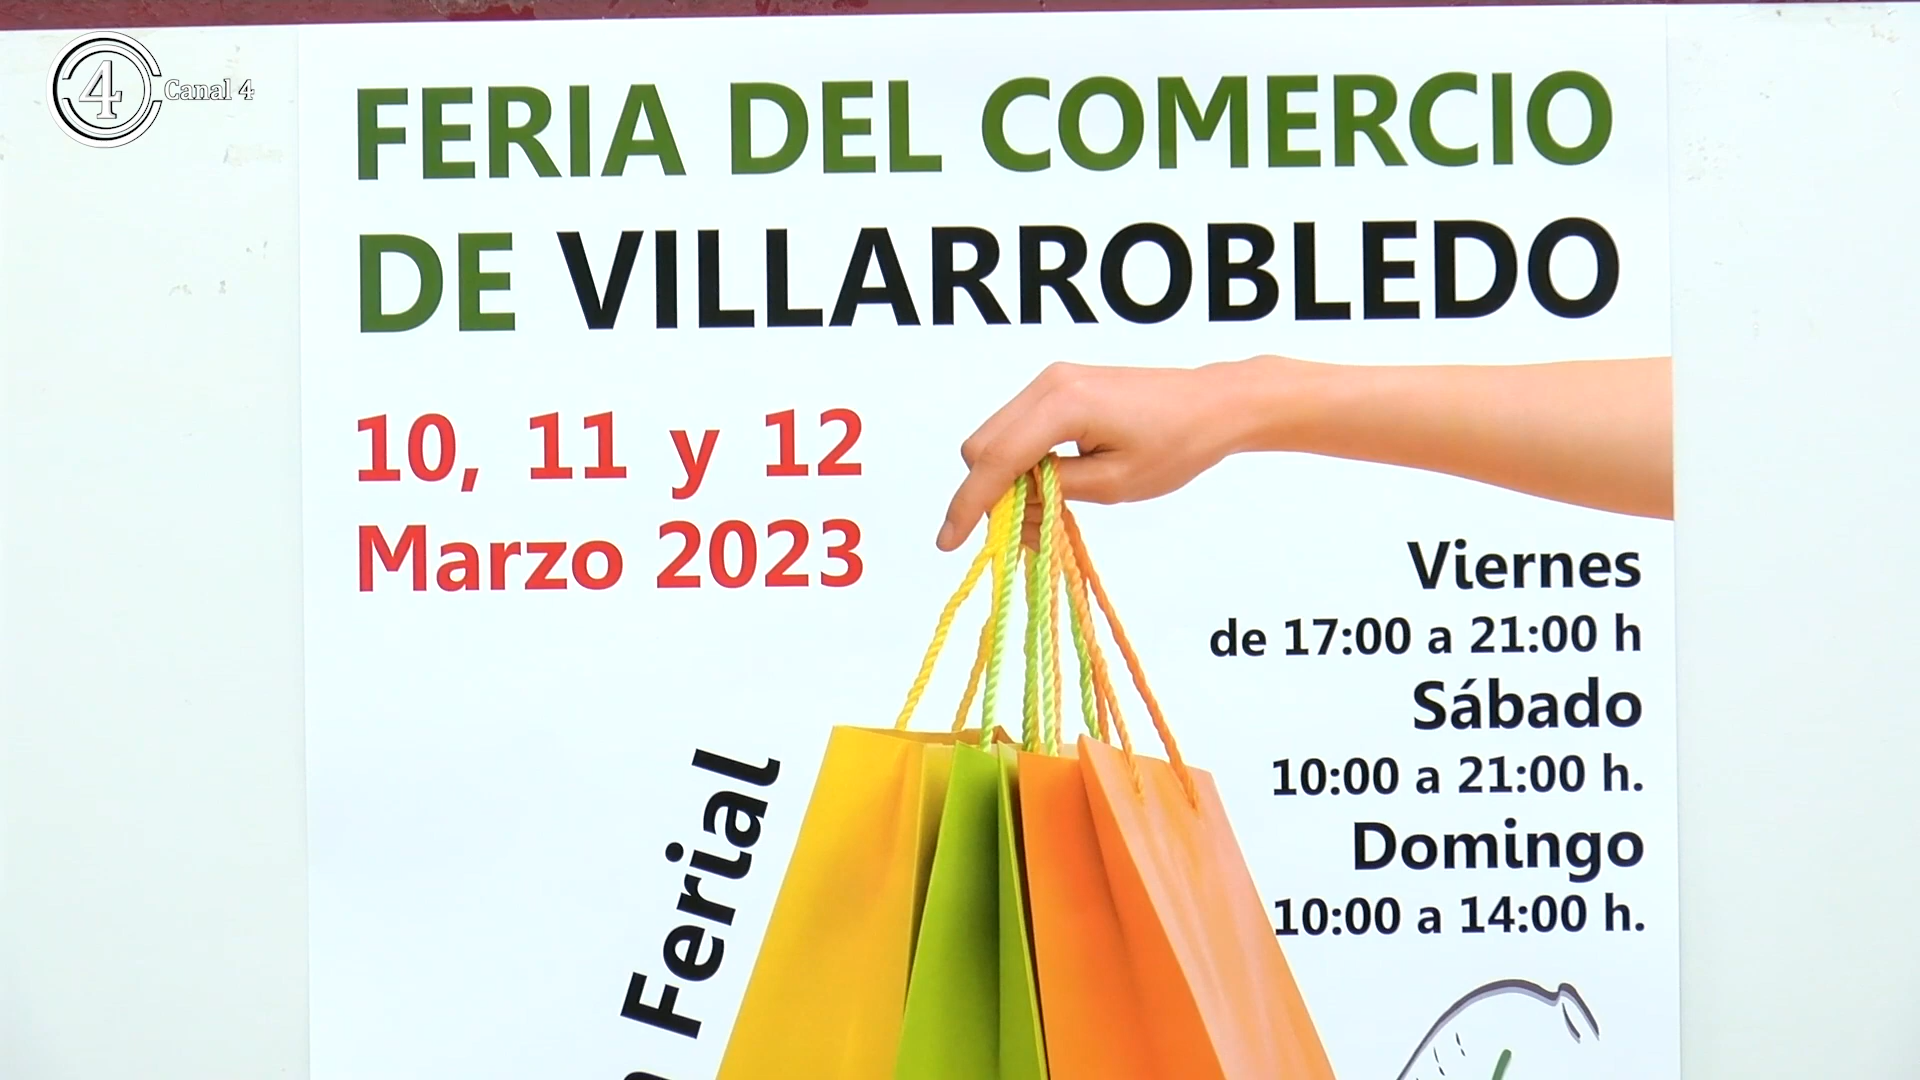 4 Canal 4
FERIA DEL COMERCIO
DE VILLARROBLEDO
10, 11 y 12
Marzo 2023
Viernes
de 17:00 a 21:00 h
Sábado
10:00 a 21:00 h.
Domingo
10:00 a 14:00 h.
Ferial